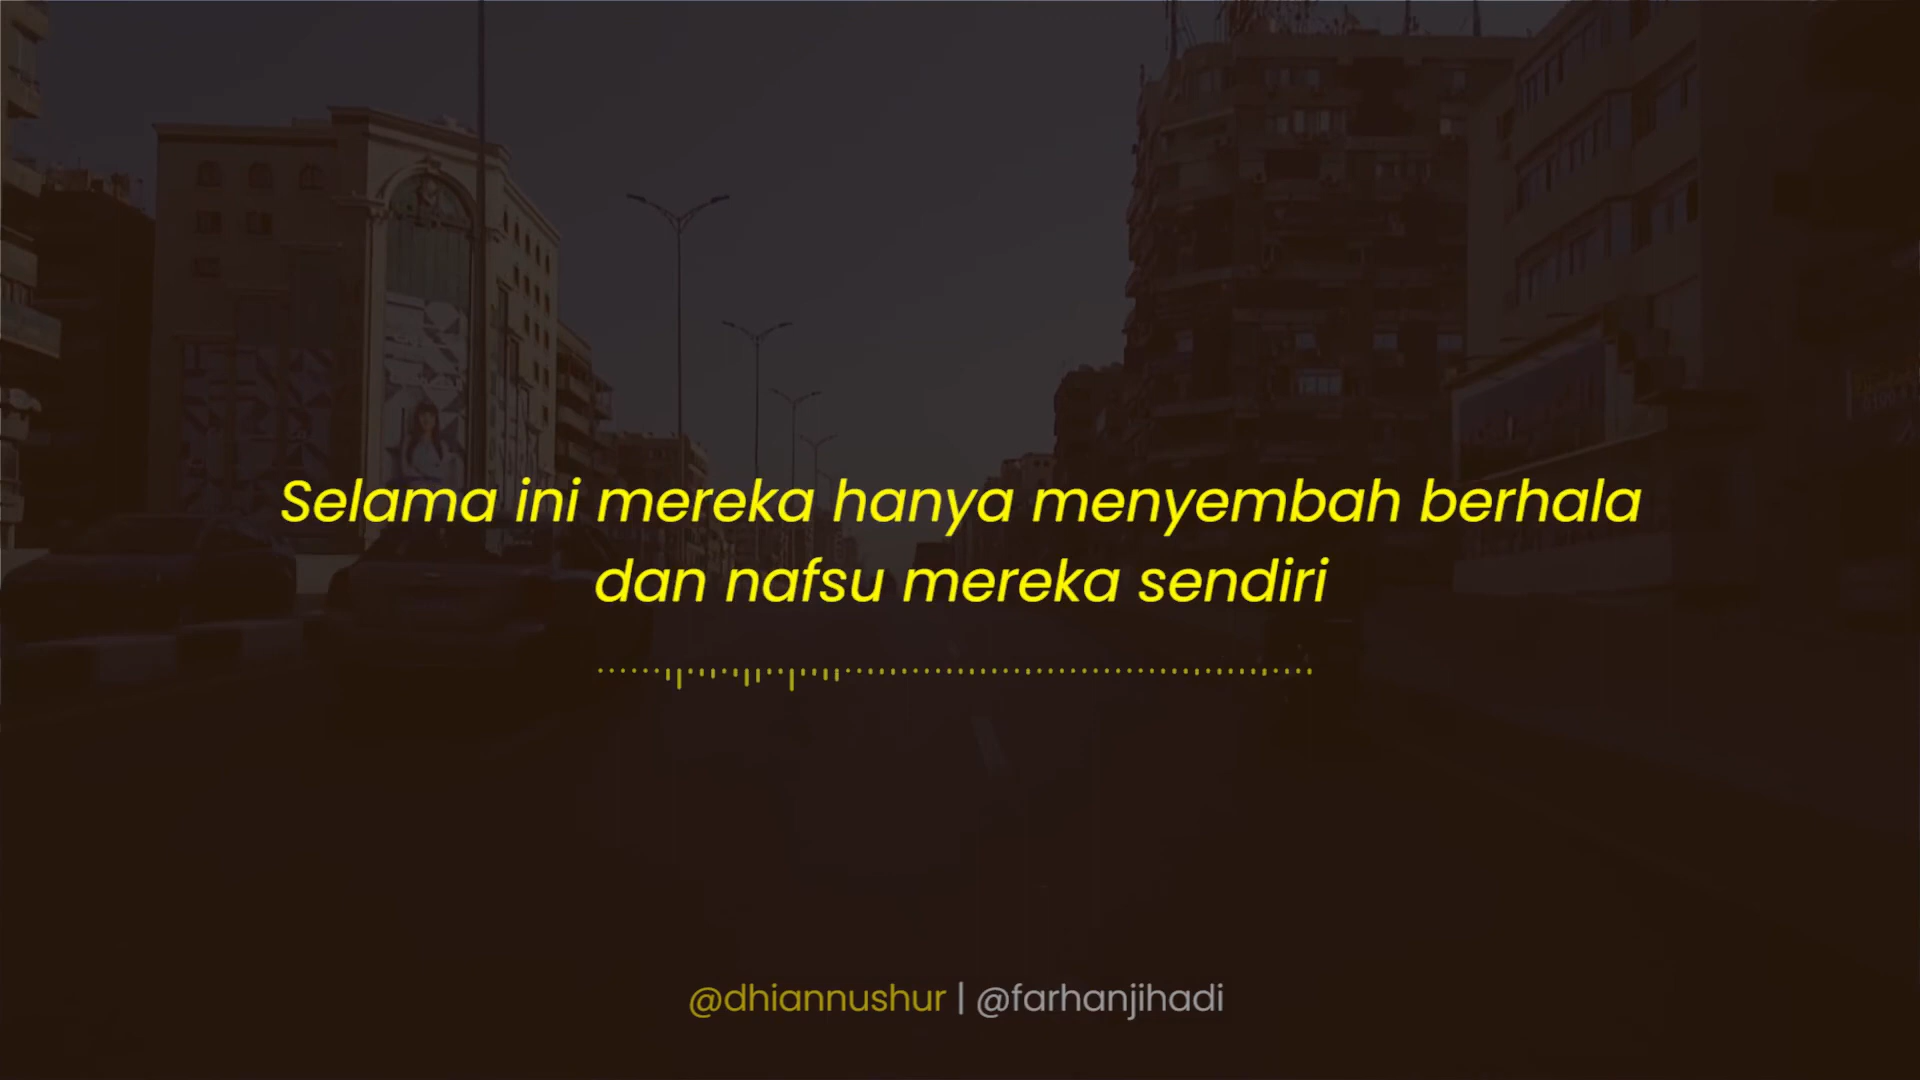 Selama ini mereka hanya menyembah berhala
dan nafsu mereka sendiri
@dhiannushur | @farhanjihadi